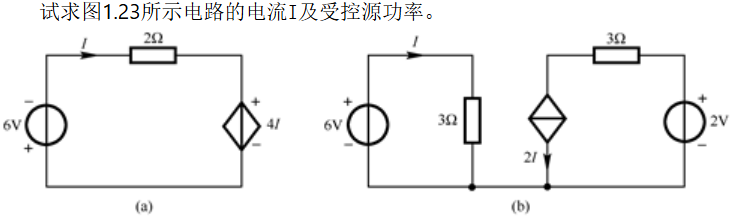 试求图1.23所示电路的电流I及受控源功率。
I 2Ω I 3Ω
− + + +
6V 4I 6V 3Ω 2V
+ − − 2I −
(a) (b)